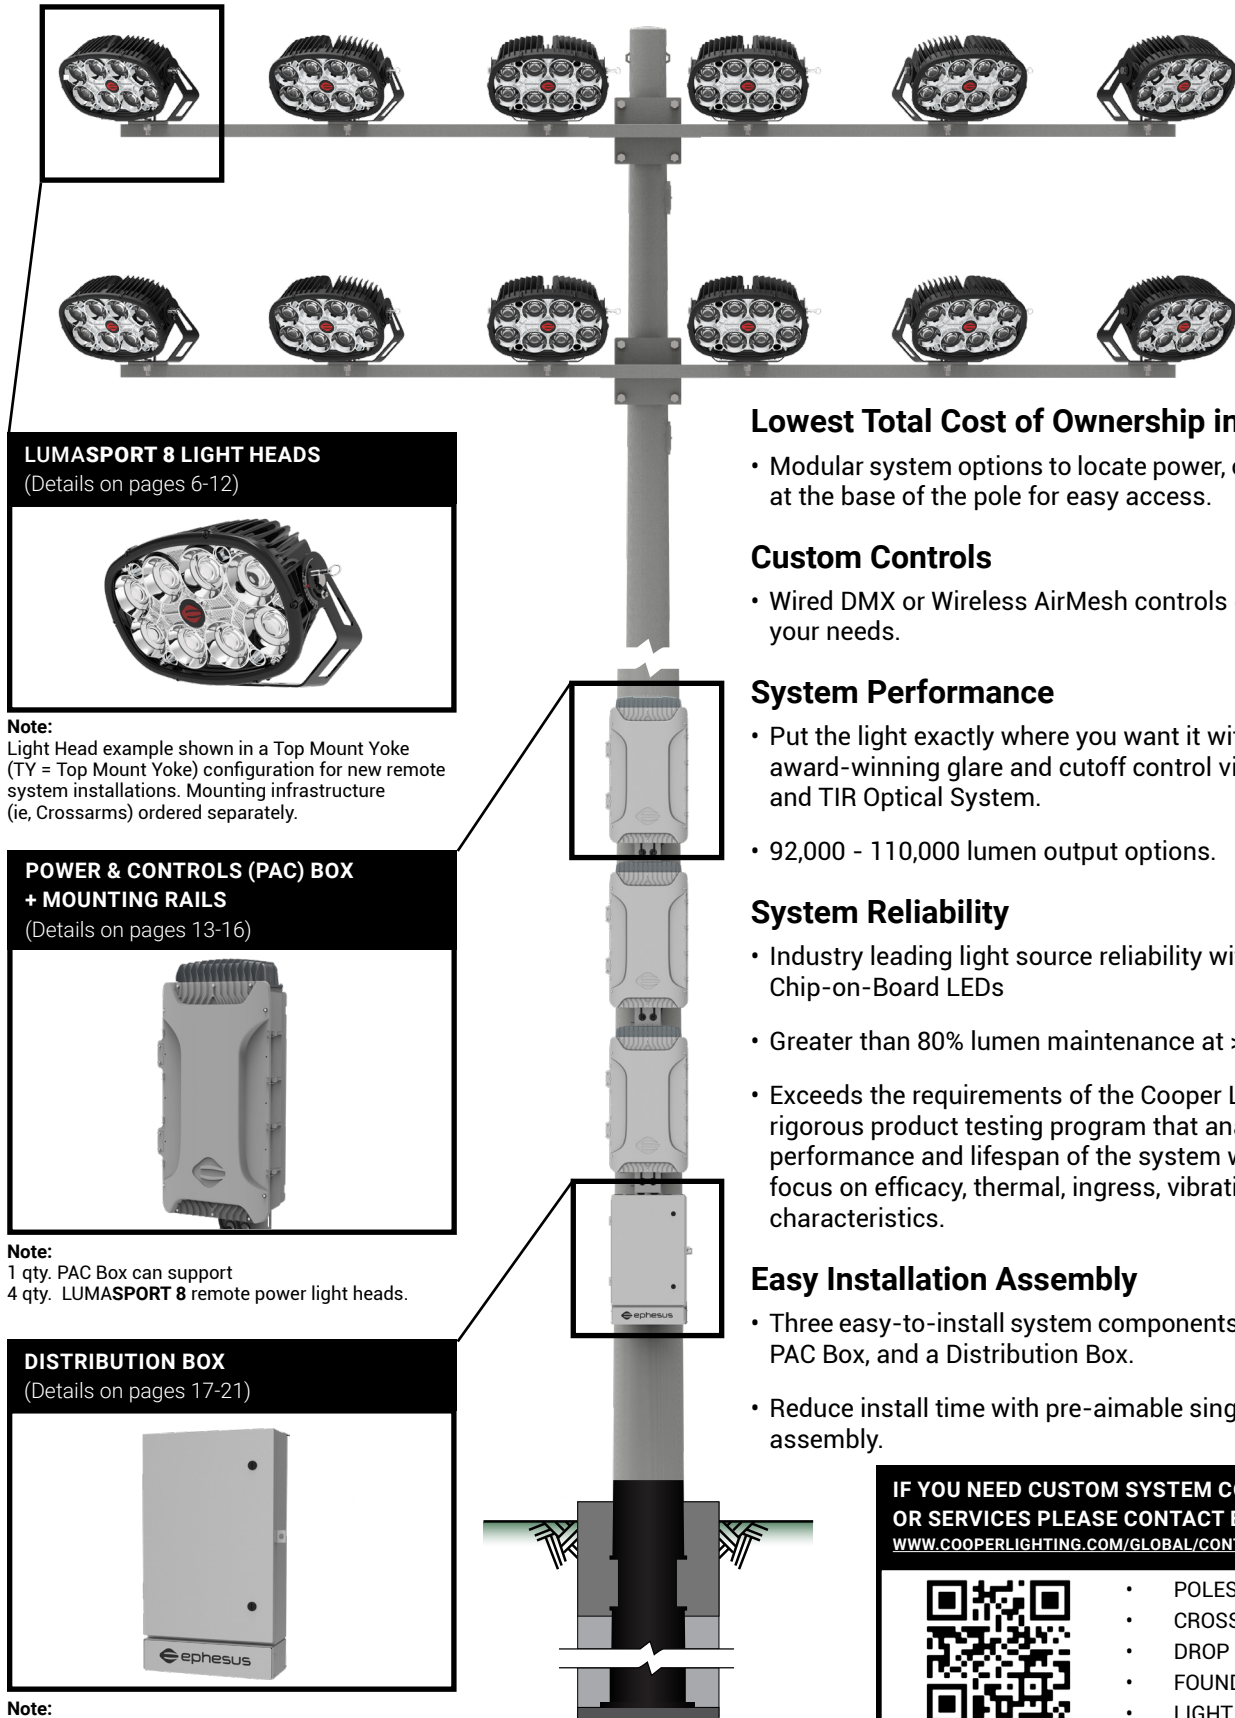 LUMASPORT 8 LIGHT HEADS
(Details on pages 6-12)
Note:
Light Head example shown in a Top Mount Yoke
(TY = Top Mount Yoke) configuration for new remote
system installations. Mounting infrastructure
(ie, Crossarms) ordered separately.
POWER & CONTROLS (PAC) BOX
+ MOUNTING RAILS
(Details on pages 13-16)
Note:
1 qty. PAC Box can support
4 qty. LUMASPORT 8 remote power light heads.
DISTRIBUTION BOX
(Details on pages 17-21)
ephesus
Note:
ephesus
Lowest Total Cost of Ownership in
• Modular system options to locate power,
at the base of the pole for easy access.
Custom Controls
• Wired DMX or Wireless AirMesh controls
your needs.
System Performance
• Put the light exactly where you want it
award-winning glare and cutoff control
and TIR Optical System.
• 92,000 - 110,000 lumen output options.
System Reliability
• Industry leading light source reliability
Chip-on-Board LEDs
• Greater than 80% lumen maintenance at >
• Exceeds the requirements of the Cooper L
rigorous product testing program that ana
performance and lifespan of the system
focus on efficacy, thermal, ingress, vibrati
characteristics.
Easy Installation Assembly
• Three easy-to-install system components
PAC Box, and a Distribution Box.
• Reduce install time with pre-aimable sing
assembly.
IF YOU NEED CUSTOM SYSTEM CO
OR SERVICES PLEASE CONTACT E
WWW.COOPERLIGHTING.COM/GLOBAL/CONT
• POLES
• CROSS
• DROP
• FOUND
• LIGHT